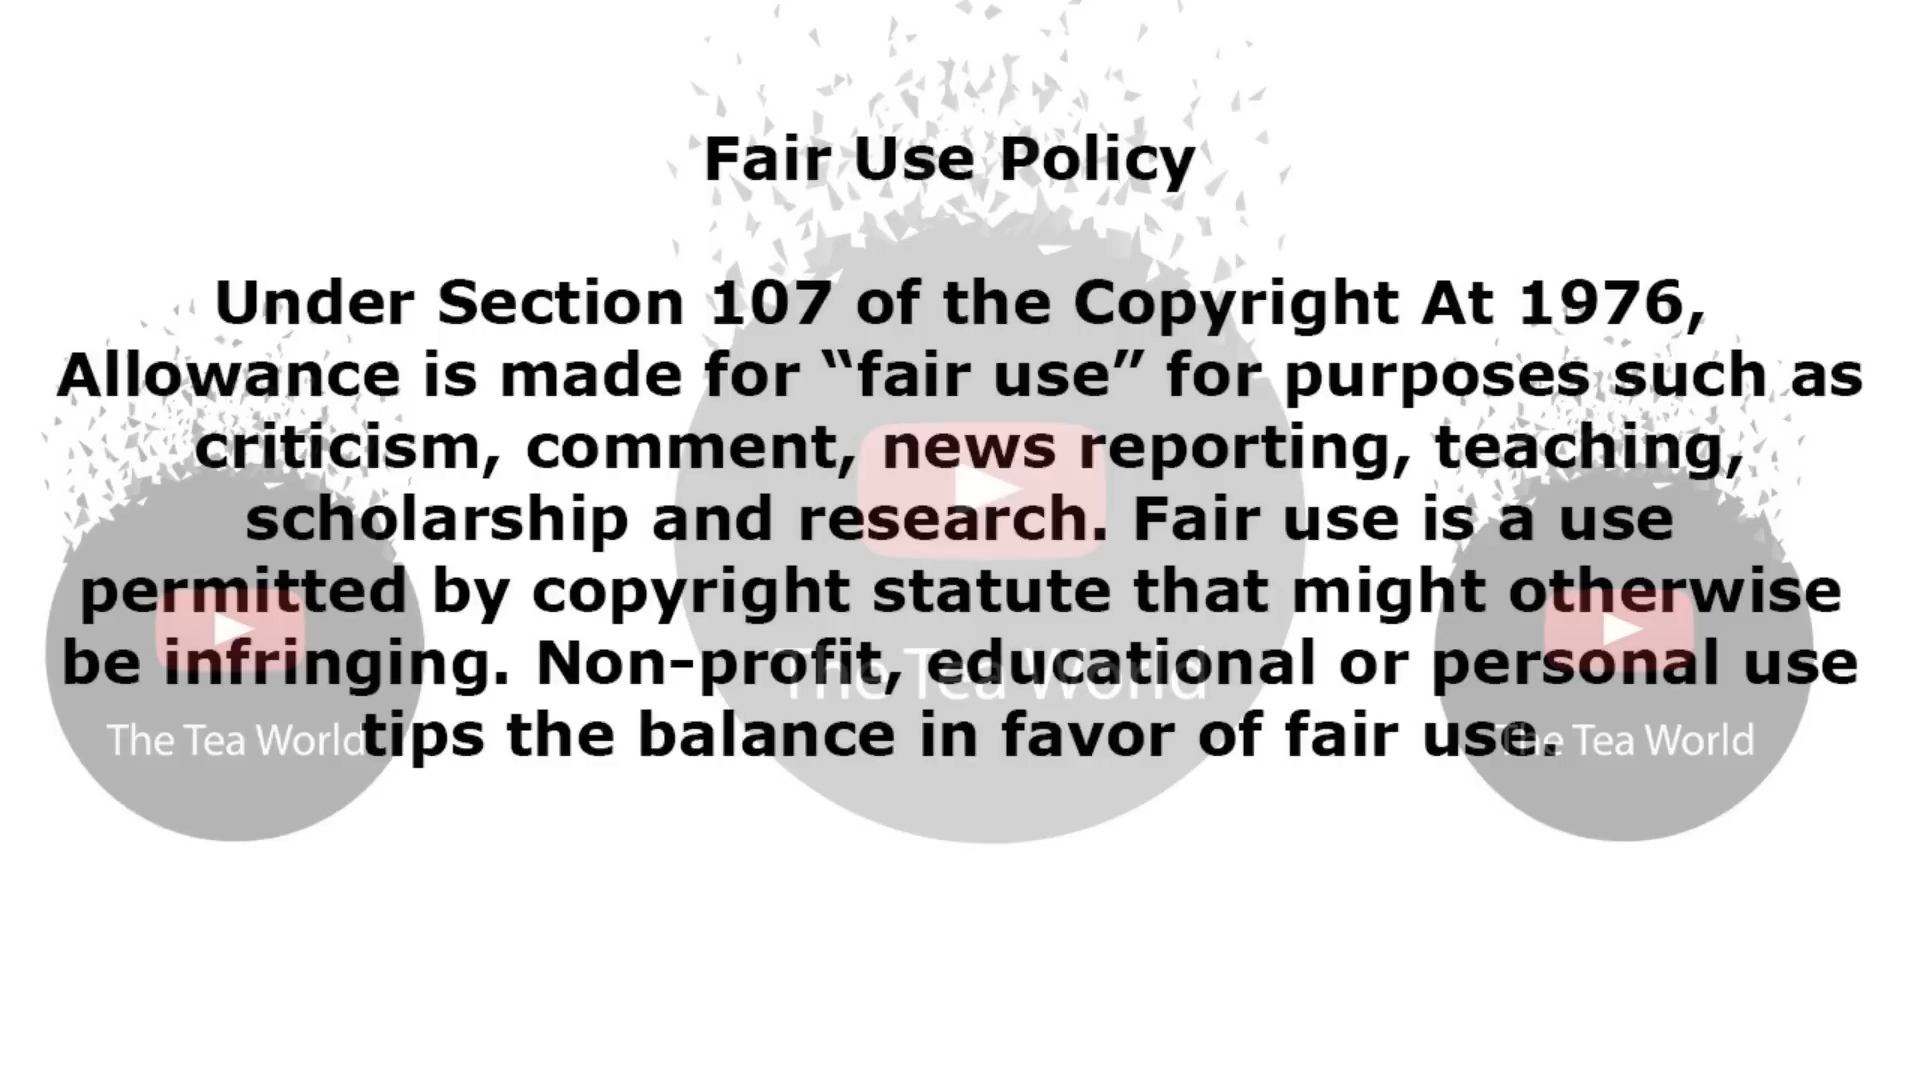 Fair Use Policy
Under Section 107 of the Copyright At 1976,
Allowance is made for “fair use” for purposes such as
criticism, comment, news reporting, teaching,
scholarship and research. Fair use is a use
permitted by copyright statute that might otherwise
be infringing. Non-profit, educational or personal use
tips the balance in favor of fair use.
The Tea World
The Tea World
The Tea World